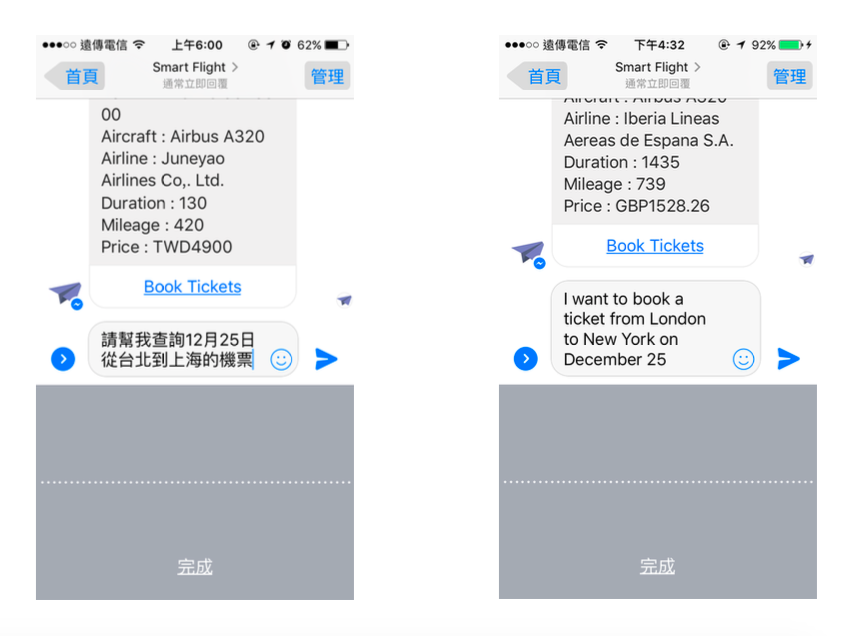 遠傳電信 上午6:00 62%
首頁 Smart Flight 管理
通常立即回覆
00
Aircraft : Airbus A320
Airline : Juneyao
Airlines Co,. Ltd.
Duration : 130
Mileage : 420
Price : TWD4900
Book Tickets
請幫我查詢12月25日
從台北到上海的機票
完成
遠傳電信 下午4:32 92%
首頁 Smart Flight 管理
通常立即回覆
Aircraft : Airbus A320
Airline : Iberia Lineas
Aereas de Espana S.A.
Duration : 1435
Mileage : 739
Price : GBP1528.26
Book Tickets
I want to book a
ticket from London
to New York on
December 25
完成